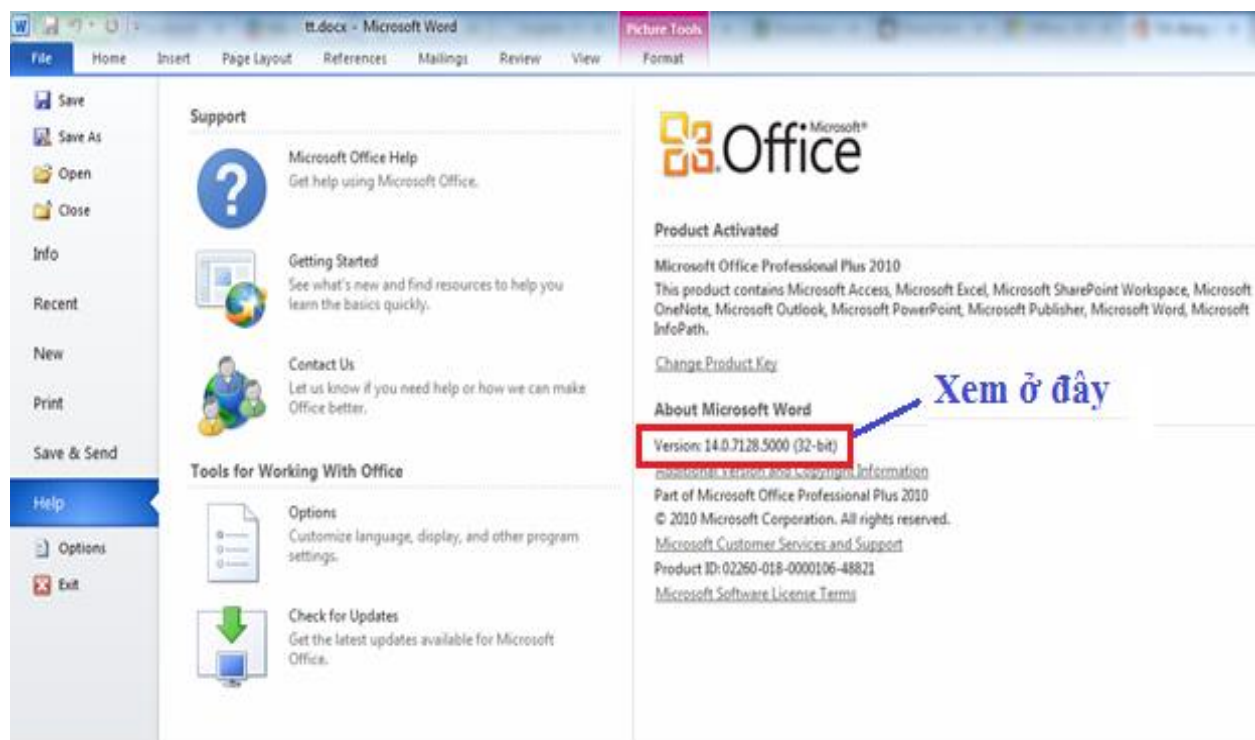 W
tt.docx - Microsoft Word
Picture Tools
File Home Insert Page Layout References Mailings Review View Format
Save
Save As
Open
Close
Info
Recent
New
Print
Save & Send
Help
Options
Exit
Support
Microsoft Office Help
Get help using Microsoft Office.
Getting Started
See what's new and find resources to help you
learn the basics quickly.
Contact Us
Let us know if you need help or how we can make
Office better.
Tools for Working With Office
Options
Customize language, display, and other program
settings.
Check for Updates
Get the latest updates available for Microsoft
Office.
Microsoft®
Office
Product Activated
Microsoft Office Professional Plus 2010
This product contains Microsoft Access, Microsoft Excel, Microsoft SharePoint Workspace, Microsoft
OneNote, Microsoft Outlook, Microsoft PowerPoint, Microsoft Publisher, Microsoft Word, Microsoft
InfoPath.
Change Product Key
Xem ở đây
About Microsoft Word
Version: 14.0.7128.5000 (32-bit)
Additional Version and Copyright Information
Part of Microsoft Office Professional Plus 2010
© 2010 Microsoft Corporation. All rights reserved.
Microsoft Customer Services and Support
Product ID: 02260-018-0000106-48821
Microsoft Software License Terms